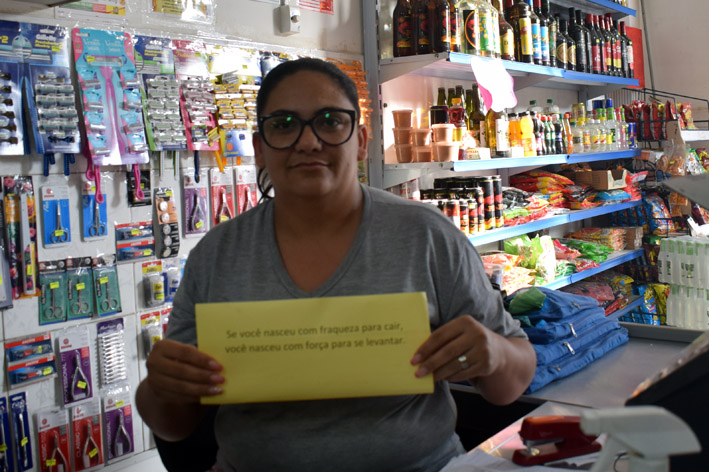 Se você nasceu com fraqueza para cair,
você nasceu com força para se levantar.